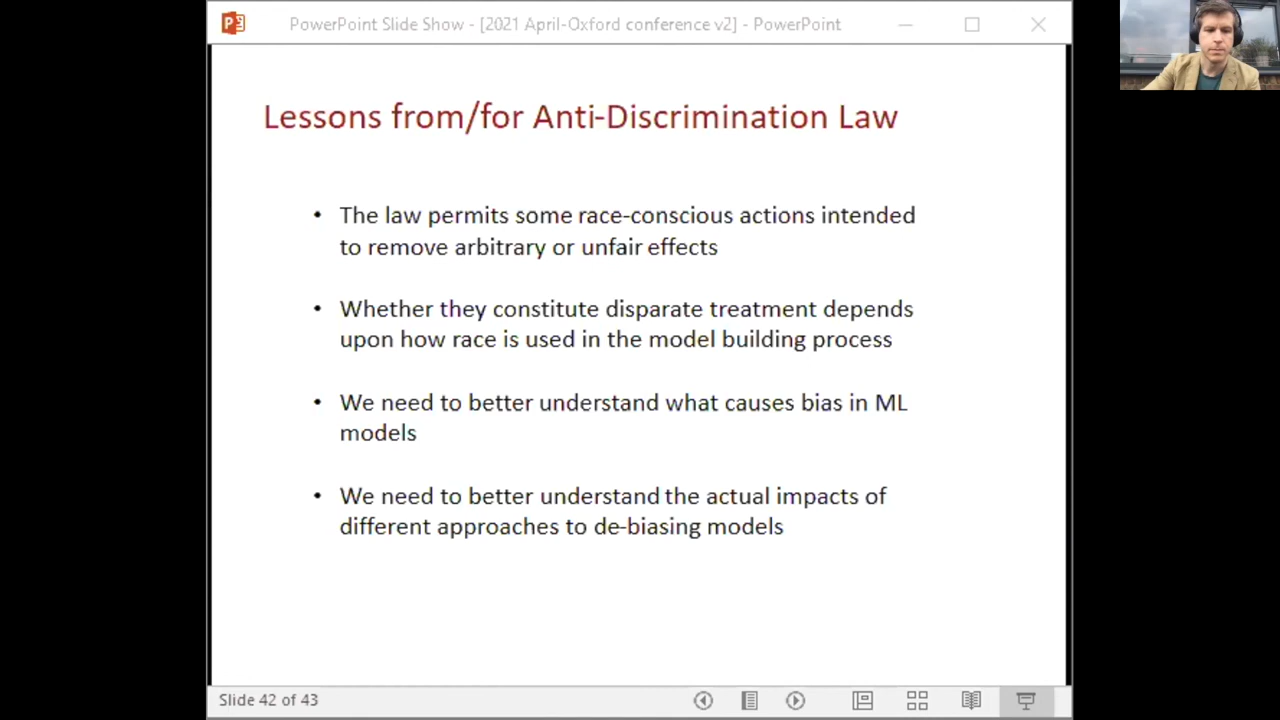 PowerPoint Slide Show - [2021 April-Oxford conference v2] - PowerPoint
Lessons from/for Anti-Discrimination Law
• The law permits some race-conscious actions intended
to remove arbitrary or unfair effects
• Whether they constitute disparate treatment depends
upon how race is used in the model building process
• We need to better understand what causes bias in ML
models
• We need to better understand the actual impacts of
different approaches to de-biasing models
Slide 42 of 43